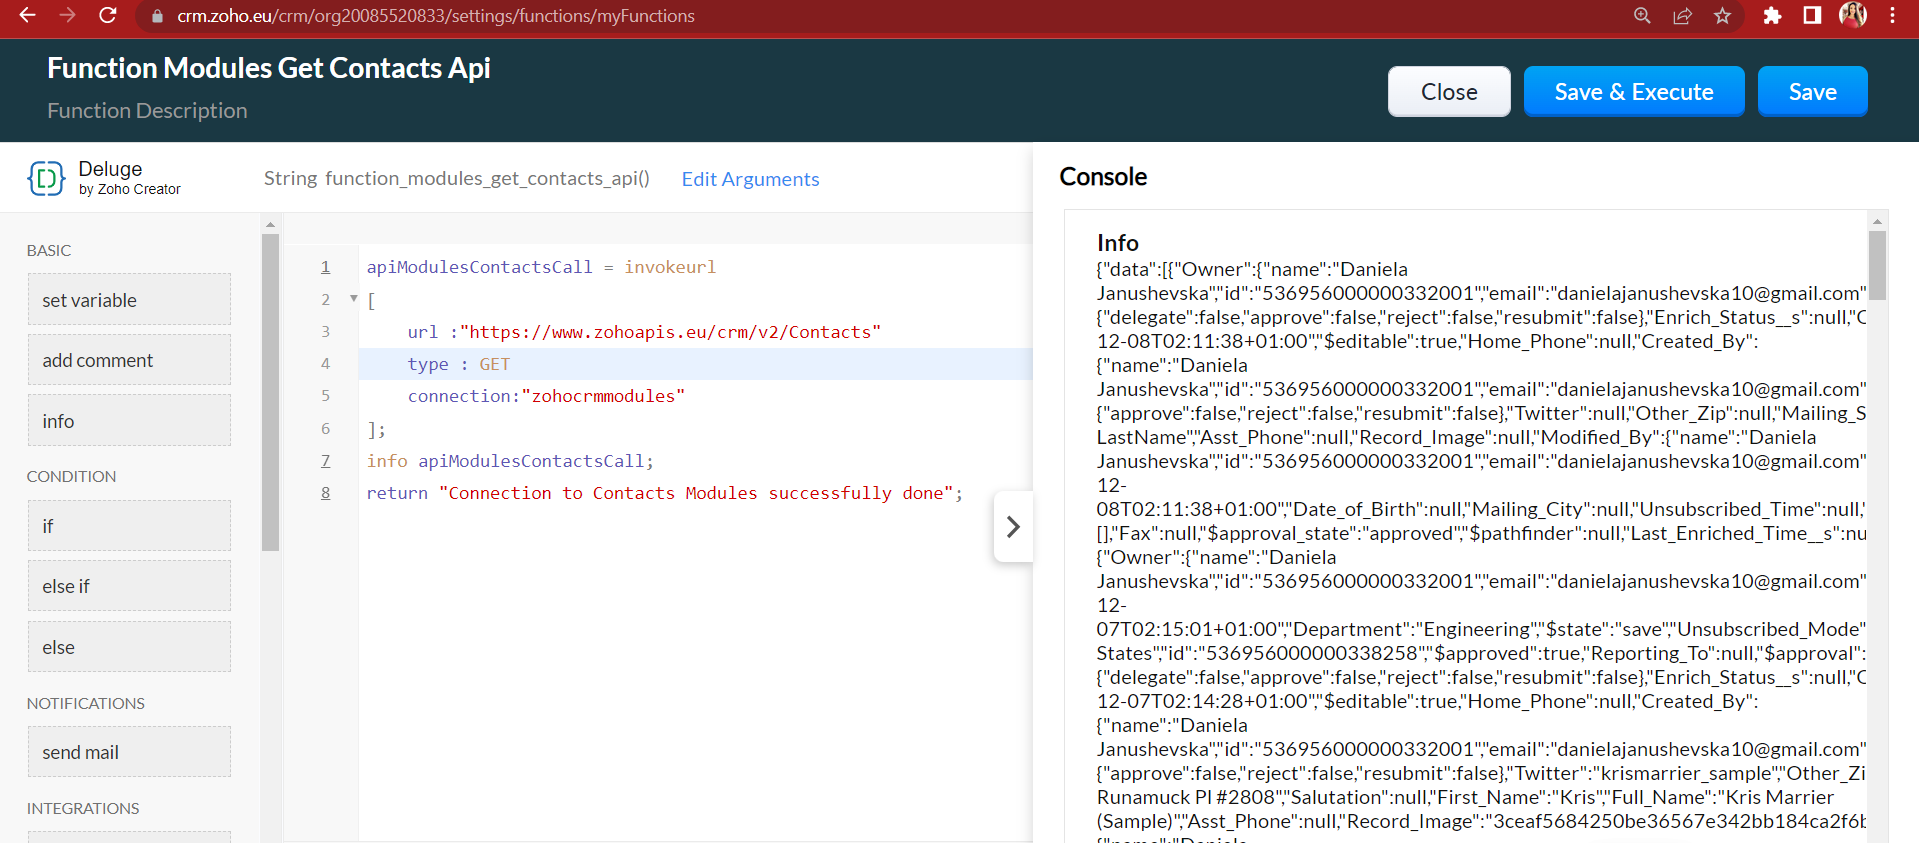 crm.zoho.eu/crm/org20085520833/settings/functions/myFunctions
Function Modules Get Contacts Api
Function Description
Close
Save & Execute
Save
Deluge
by Zoho Creator
String function_modules_get_contacts_api()
Edit Arguments
BASIC
set variable
add comment
info
CONDITION
if
else if
else
NOTIFICATIONS
send mail
INTEGRATIONS
1 apiModulesContactsCall = invokeurl
2 [
3 url :"https://www.zohoapis.eu/crm/v2/Contacts"
4 type : GET
5 connection:"zohocrmmodules"
6 ];
7 info apiModulesContactsCall;
8 return "Connection to Contacts Modules successfully done";
Console
Info
{"data":[{"Owner":{"name":"Daniela
Janushevska","id":"536956000000332001","email":"danielajanushevska10@gmail.com"
{"delegate":false,"approve":false,"reject":false,"resubmit":false},"Enrich_Status__s":null,"C
12-08T02:11:38+01:00","$editable":true,"Home_Phone":null,"Created_By":
{"name":"Daniela
Janushevska","id":"536956000000332001","email":"danielajanushevska10@gmail.com"
{"approve":false,"reject":false,"resubmit":false},"Twitter":null,"Other_Zip":null,"Mailing_S
LastName","Asst_Phone":null,"Record_Image":null,"Modified_By":{"name":"Daniela
Janushevska","id":"536956000000332001","email":"danielajanushevska10@gmail.com"
12-
08T02:11:38+01:00","Date_of_Birth":null,"Mailing_City":null,"Unsubscribed_Time":null,"
[],"Fax":null,"$approval_state":"approved","$pathfinder":null,"Last_Enriched_Time__s":nu
{"Owner":{"name":"Daniela
Janushevska","id":"536956000000332001","email":"danielajanushevska10@gmail.com"
12-
07T02:15:01+01:00","Department":"Engineering","$state":"save","Unsubscribed_Mode"
States","id":"536956000000338258","$approved":true,"Reporting_To":null,"$approval":
{"delegate":false,"approve":false,"reject":false,"resubmit":false},"Enrich_Status__s":null,"C
12-07T02:14:28+01:00","$editable":true,"Home_Phone":null,"Created_By":
{"name":"Daniela
Janushevska","id":"536956000000332001","email":"danielajanushevska10@gmail.com"
{"approve":false,"reject":false,"resubmit":false},"Twitter":"krismarrier_sample","Other_Zi
Runamuck Pl #2808","Salutation":null,"First_Name":"Kris","Full_Name":"Kris Marrier
(Sample)","Asst_Phone":null,"Record_Image":"3ceaf5684250be36567e342bb184ca2f6b
{"name":"Daniela